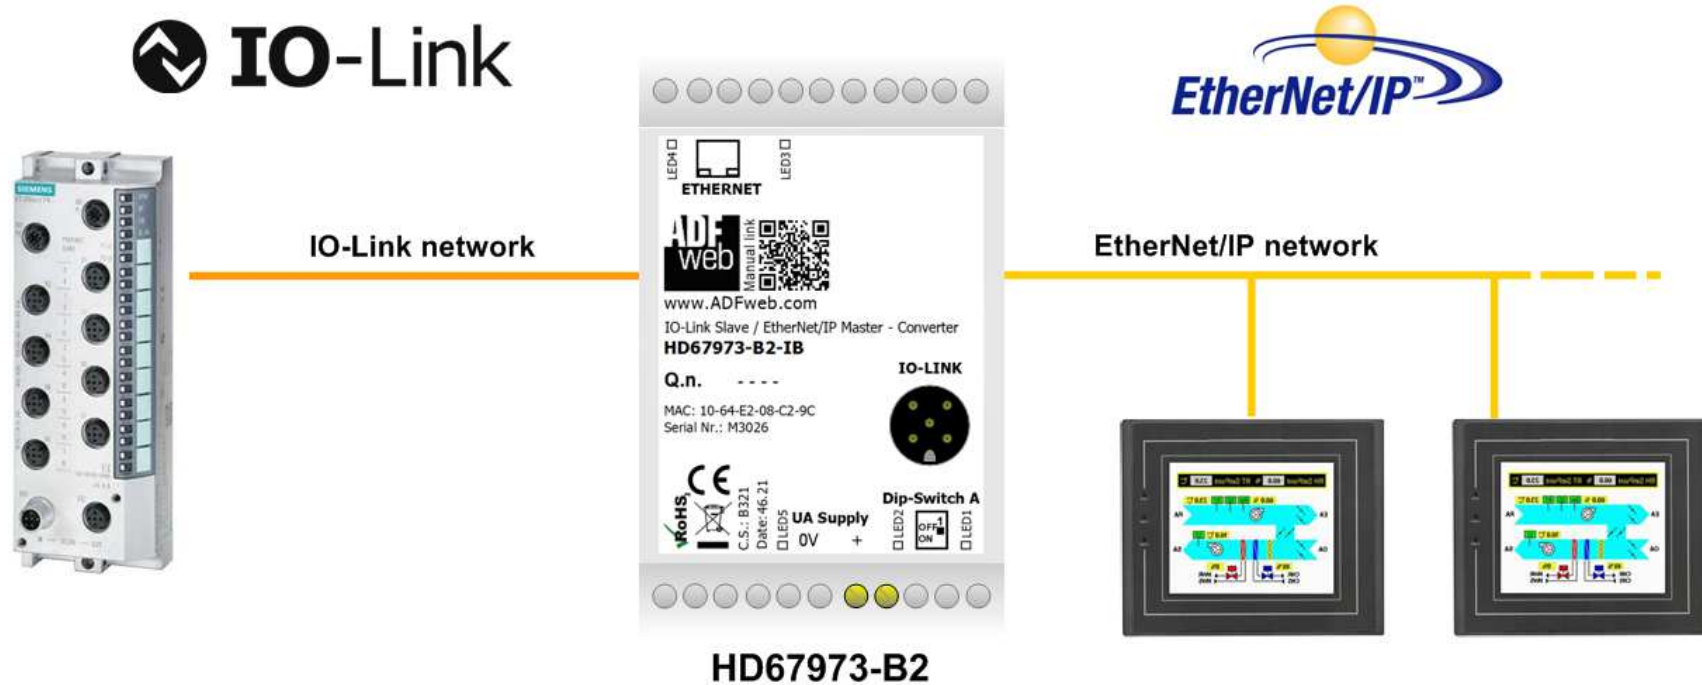 IO-Link
EtherNet/IP™
SIEMENS
IO-Link network
EtherNet/IP network
LED4
LED3
ETHERNET
ADF
web
Manual link
www.ADFweb.com
IO-Link Slave / EtherNet/IP Master - Converter
HD67973-B2-IB
Q.n. - - - -
IO-LINK
MAC: 10-64-E2-08-C2-9C
Serial Nr.: M3026
RoHS
CE
C.S.: B321
Date: 46.21
LED5
UA Supply
0V +
Dip-Switch A
LED2
OFF 1
ON
LED1
HD67973-B2